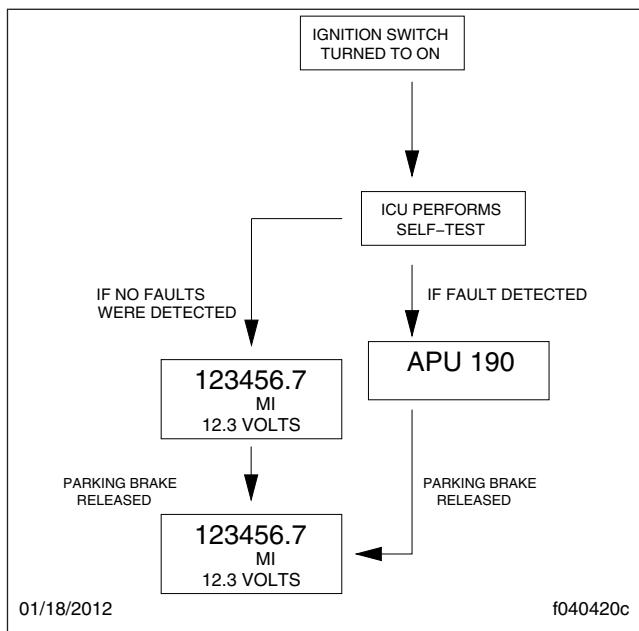 IGNITION SWITCH
TURNED TO ON
ICU PERFORMS
SELF–TEST
IF NO FAULTS
WERE DETECTED
IF FAULT DETECTED
123456.7
MI
12.3 VOLTS
APU 190
PARKING BRAKE
RELEASED
PARKING BRAKE
RELEASED
123456.7
MI
12.3 VOLTS
01/18/2012
f040420c